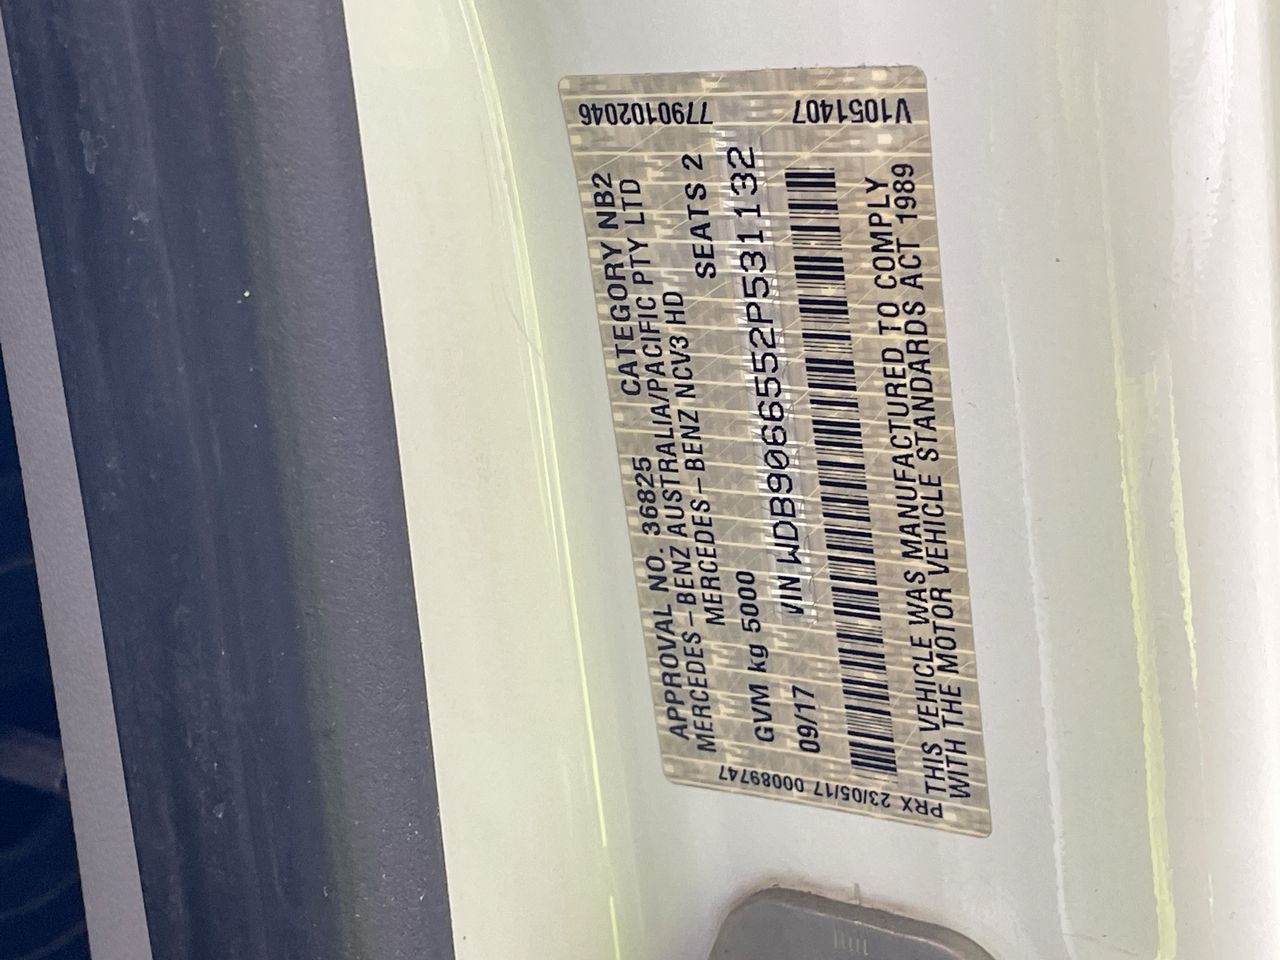 APPROVAL NO. 36825 CATEGORY NB2
MERCEDES-BENZ AUSTRALIA/PACIFIC PTY LTD
MERCEDES-BENZ NCV3 HD
SEATS 2
GVM kg 5000
VIN WDB9066552P531132
09/17
THIS VEHICLE WAS MANUFACTURED TO COMPLY
WITH THE MOTOR VEHICLE STANDARDS ACT 1989
7790102046
V1051407
PRX 23/05/17 00089747